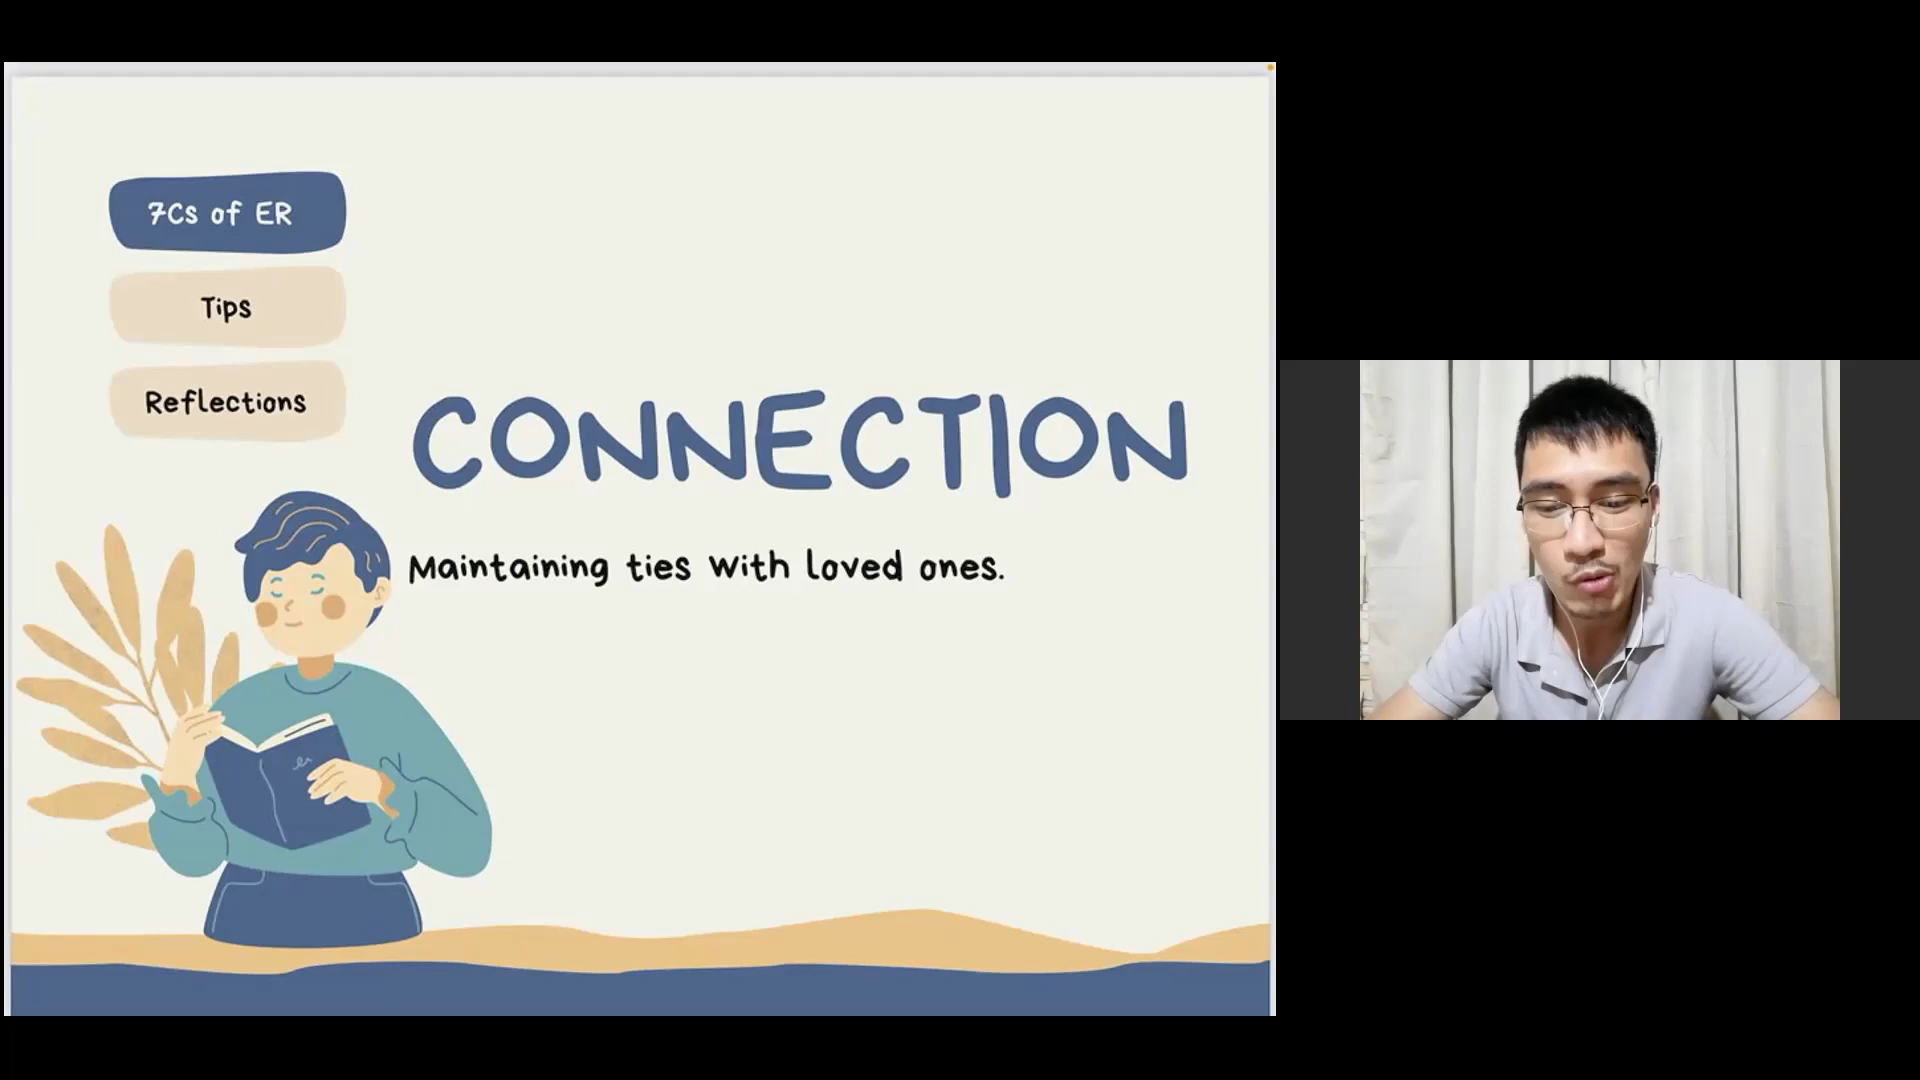 7Cs of ER
Tips
Reflections
CONNECTION
Maintaining ties with loved ones.